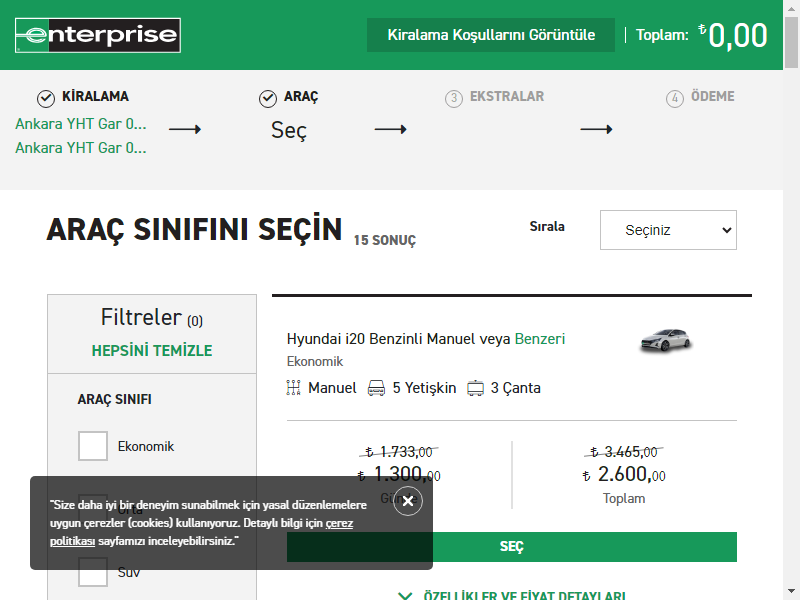 enterprise
Kiralama Koşullarını Görüntüle
Toplam: ₺0,00
KİRALAMA
Ankara YHT Gar 0...
Ankara YHT Gar 0...
ARAÇ
Seç
3 EKSTRALAR
4 ÖDEME
ARAÇ SINIFINI SEÇİN 15 SONUÇ
Sırala
Seçiniz
Filtreler (0)
HEPSİNİ TEMİZLE
ARAÇ SINIFI
Ekonomik
Orta
Suv
Hyundai i20 Benzinli Manuel veya Benzeri
Ekonomik
Manuel 5 Yetişkin 3 Çanta
₺ 1.733,00
₺ 1.300,00
Günlük
₺ 3.465,00
₺ 2.600,00
Toplam
SEÇ
ÖZELLİKLER VE FİYAT DETAYLARI
"Size daha iyi bir deneyim sunabilmek için yasal düzenlemelere
uygun çerezler (cookies) kullanıyoruz. Detaylı bilgi için çerez
politikası sayfamızı inceleyebilirsiniz."